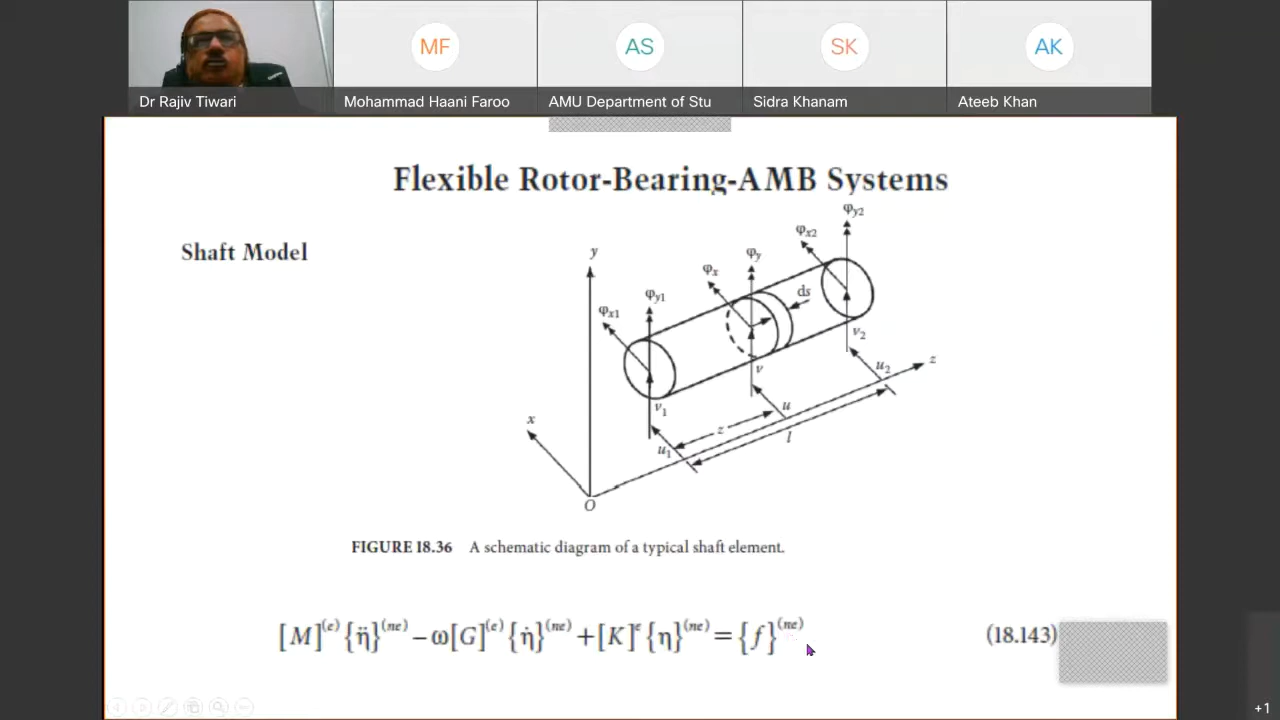 MF
AS
SK
AK
Dr Rajiv Tiwari
Mohammad Haani Faroo
AMU Department of Stu
Sidra Khanam
Ateeb Khan
Flexible Rotor-Bearing-AMB Systems
Shaft Model
φy2
φx2
y
φy
φx
ds
φy1
φx1
v2
z
v
u2
x
v1
u
z
l
u1
O
FIGURE 18.36 A schematic diagram of a typical shaft element.
[M]^(e) {η̈}^(ne) − ω[G]^(e) {η̇}^(ne) + [K]^e {η}^(ne) = {f}^(ne) (18.143)
+1